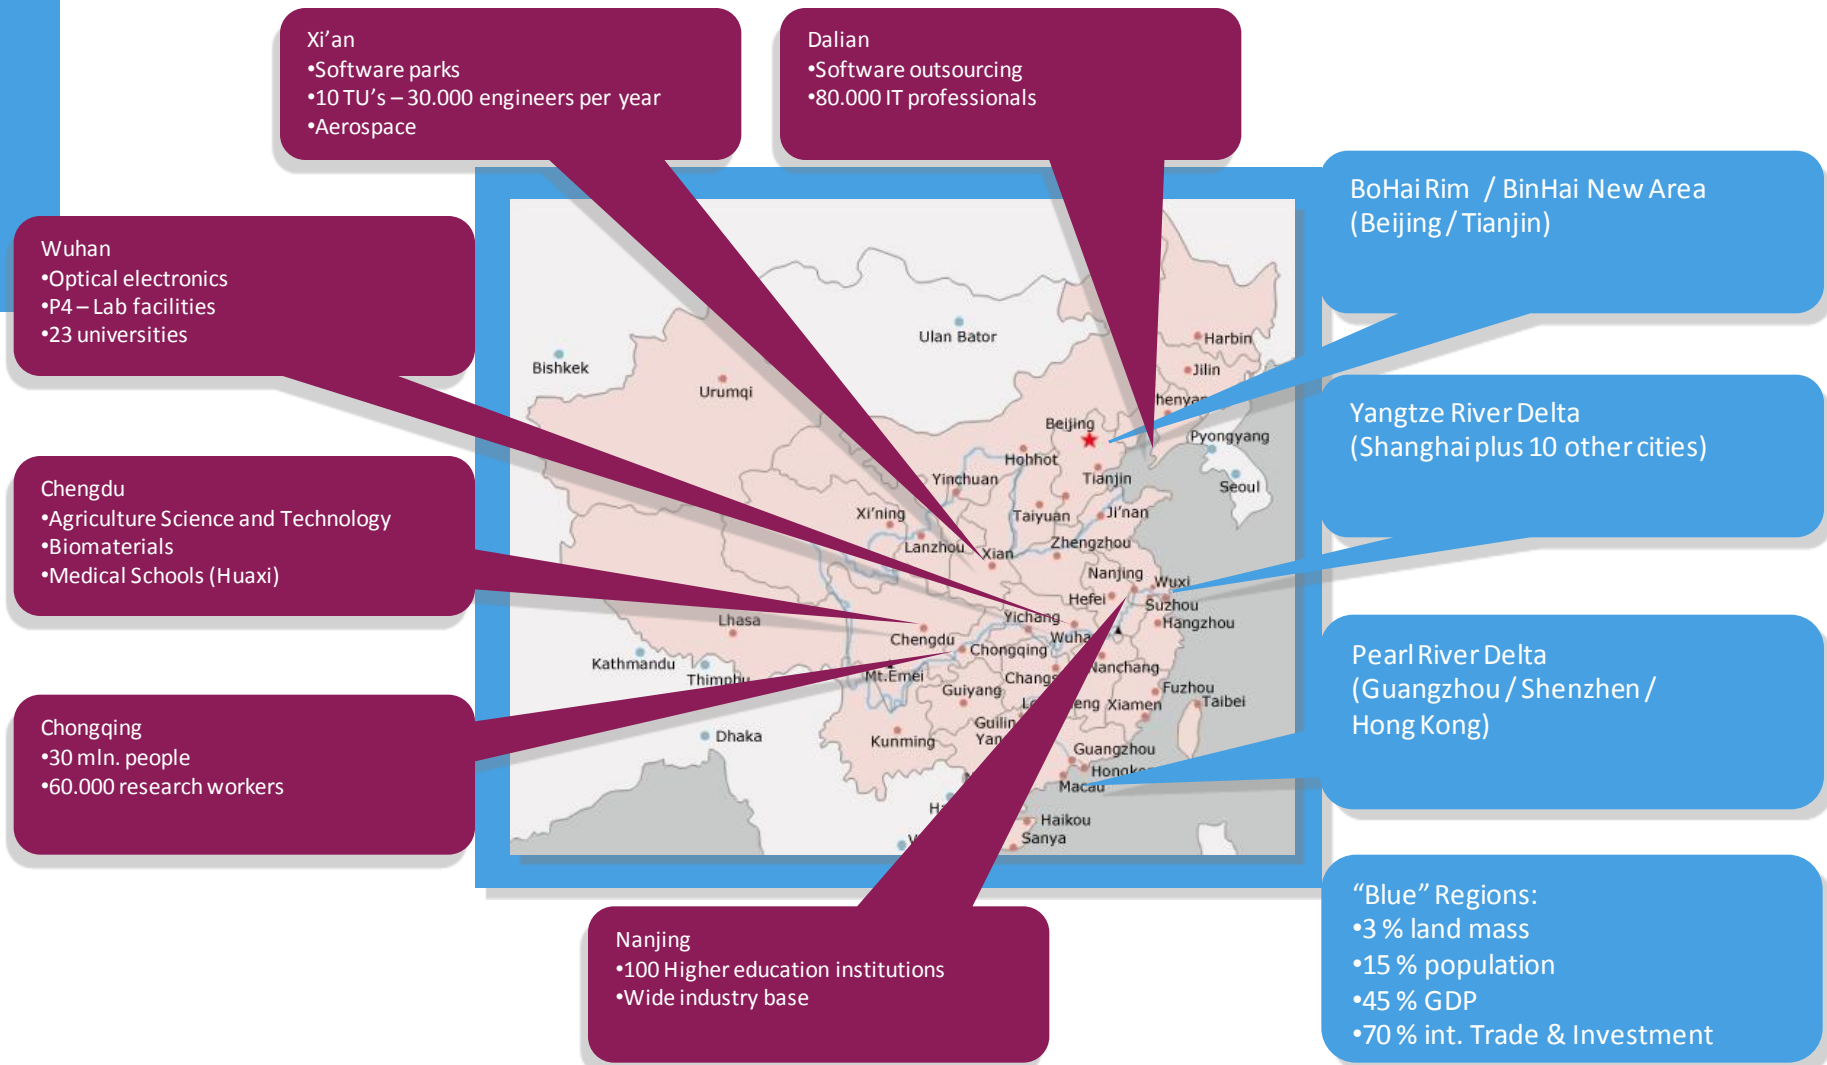 Xi’an
•Software parks
•10 TU’s – 30.000 engineers per year
•Aerospace
Dalian
•Software outsourcing
•80.000 IT professionals
BoHai Rim / BinHai New Area
(Beijing / Tianjin)
Wuhan
•Optical electronics
•P4 – Lab facilities
•23 universities
Yangtze River Delta
(Shanghai plus 10 other cities)
Chengdu
•Agriculture Science and Technology
•Biomaterials
•Medical Schools (Huaxi)
Pearl River Delta
(Guangzhou / Shenzhen /
Hong Kong)
Chongqing
•30 mln. people
•60.000 research workers
Nanjing
•100 Higher education institutions
•Wide industry base
“Blue” Regions:
•3 % land mass
•15 % population
•45 % GDP
•70 % int. Trade & Investment
Ulan Bator
Harbin
Bishkek
Jilin
Urumqi
Beijing
Pyongyang
Hohhot
Yinchuan
Tianjin
Seoul
Xi’ning
Taiyuan
Ji’nan
Lanzhou
Xian
Zhengzhou
Nanjing
Wuxi
Hefei
Suzhou
Lhasa
Yichang
Hangzhou
Chengdu
Chongqing
Kathmandu
Thimphu
Mt.Emei
Nanchang
Guiyang
Fuzhou
Xiamen
Taibei
Guilin
Dhaka
Kunming
Guangzhou
Macau
Haikou
Sanya